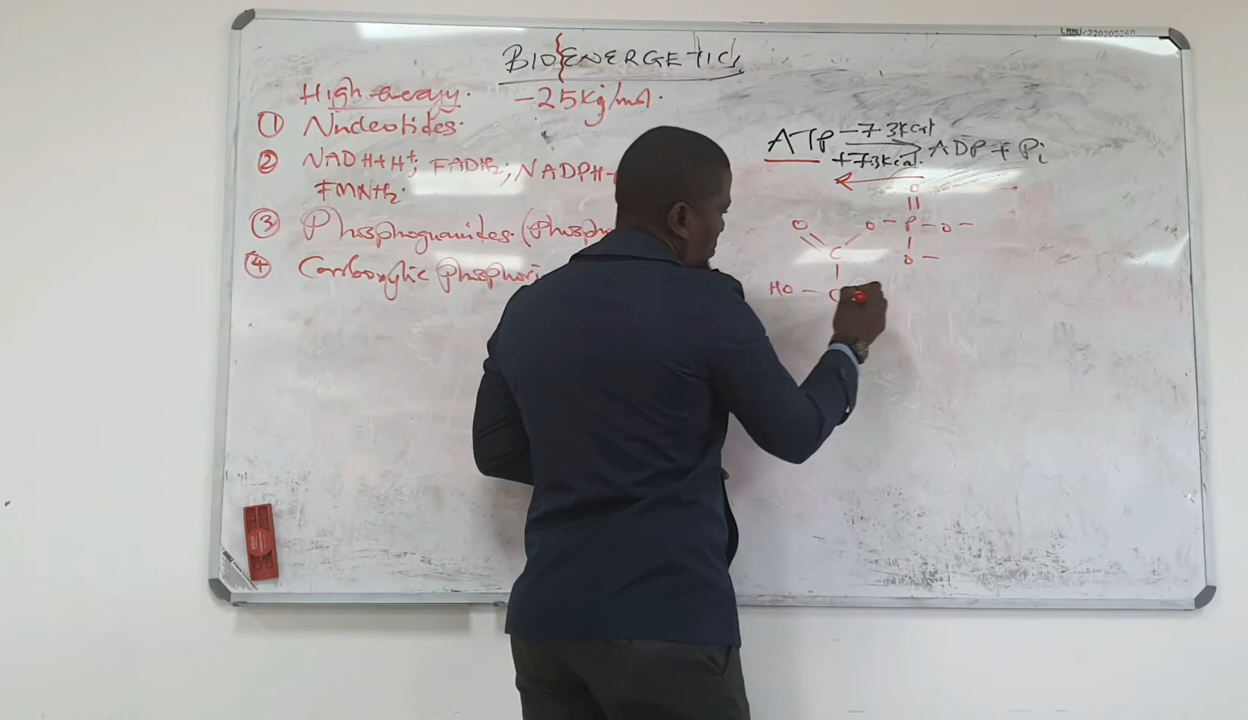 BIOENERGETICS
High-energy. -25kj/mol.
① Nucleotides.
② NADH+H⁺, FADH₂; NADPH+
FMNH₂.
③ Phosphoguanides. (Phospho
④ Carboxylic phosphori
ATP -7.3kcal → ADP + Pi
+7.3kcal.
O
O O - P - O -
C O -
HO - C